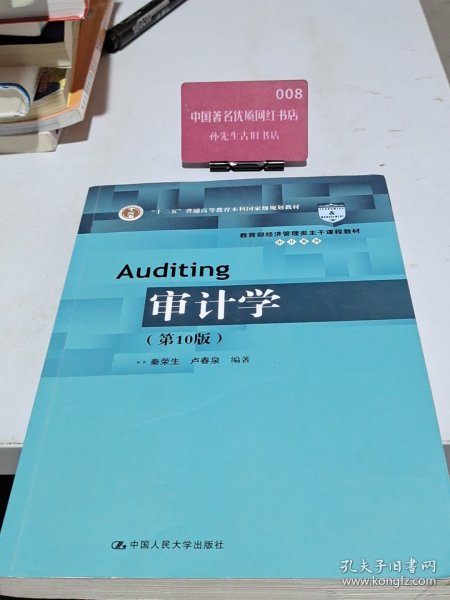 008
中国著名优质网红书店
孙先生古旧书店
“十二五”普通高等教育本科国家级规划教材
教育部经济管理类主干课程教材
审计系列
Auditing
审计学
（第10版）
秦荣生 卢春泉 编著
中国人民大学出版社
孔夫子旧书网
www.kongfz.com